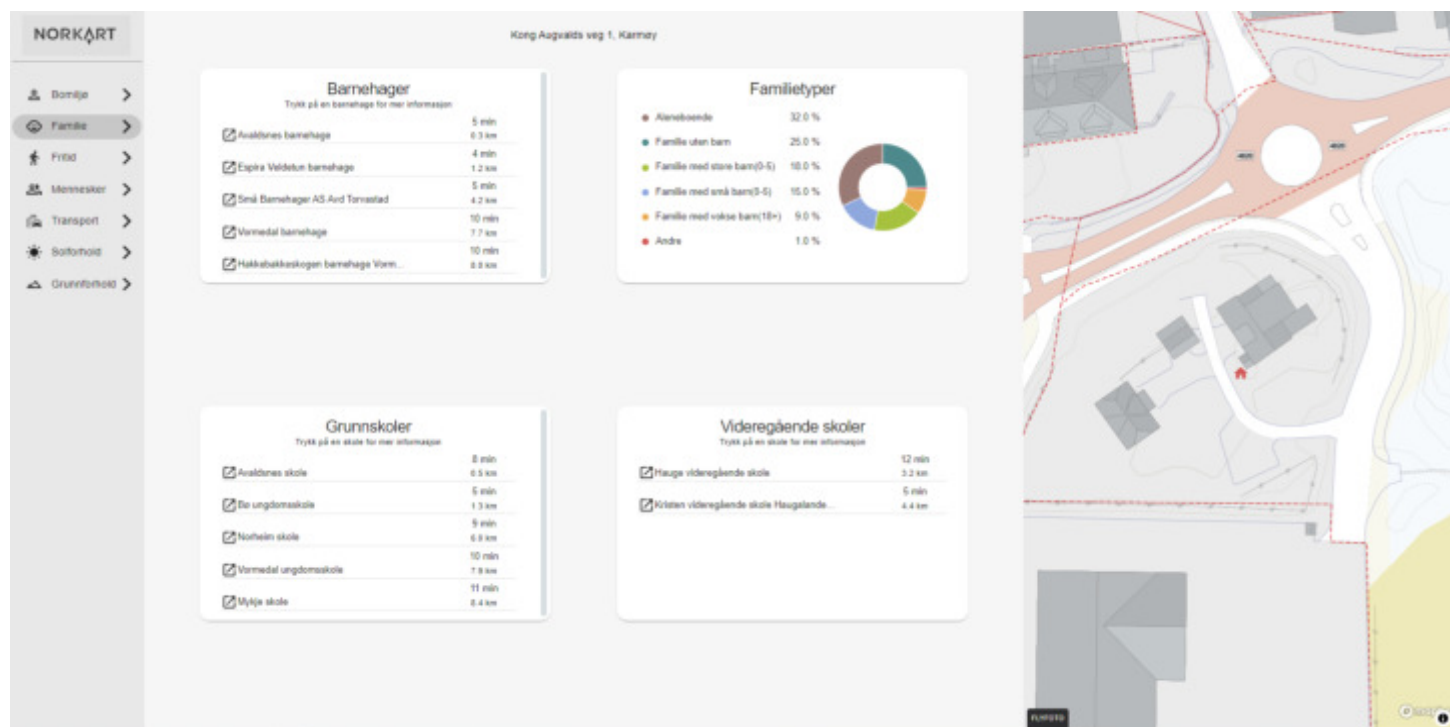 NORKART
Kong Augvalds veg 1, Karmøy
Bomiljø
Familie
Fritid
Mennesker
Transport
Solforhold
Grunnforhold
Barnehager
Trykk på en barnehage for mer informasjon
5 min
Avaldsnes barnehage
0.3 km
4 min
Espira Veldetun barnehage
1.2 km
5 min
Små Barnehager AS Avd Torvastad
4.2 km
10 min
Vormedal barnehage
7.7 km
10 min
Hakkebakkeskogen barnehage Vorm...
Familietyper
Aleneboende 32.0 %
Familie uten barn 25.0 %
Familie med store barn(0-5) 18.0 %
Familie med små barn(0-5) 15.0 %
Familie med vokse barn(18+) 9.0 %
Andre 1.0 %
Grunnskoler
Trykk på en skole for mer informasjon
8 min
Avaldsnes skole
0.5 km
5 min
Bø ungdomsskole
1.3 km
9 min
Norheim skole
10 min
Vormedal ungdomsskole
7.9 km
11 min
Mykje skole
8.4 km
Videregående skoler
Trykk på en skole for mer informasjon
12 min
Hauge videregående skole
3.2 km
5 min
Kristen videregående skole Haugalande...
4.4 km
FLYFOTO